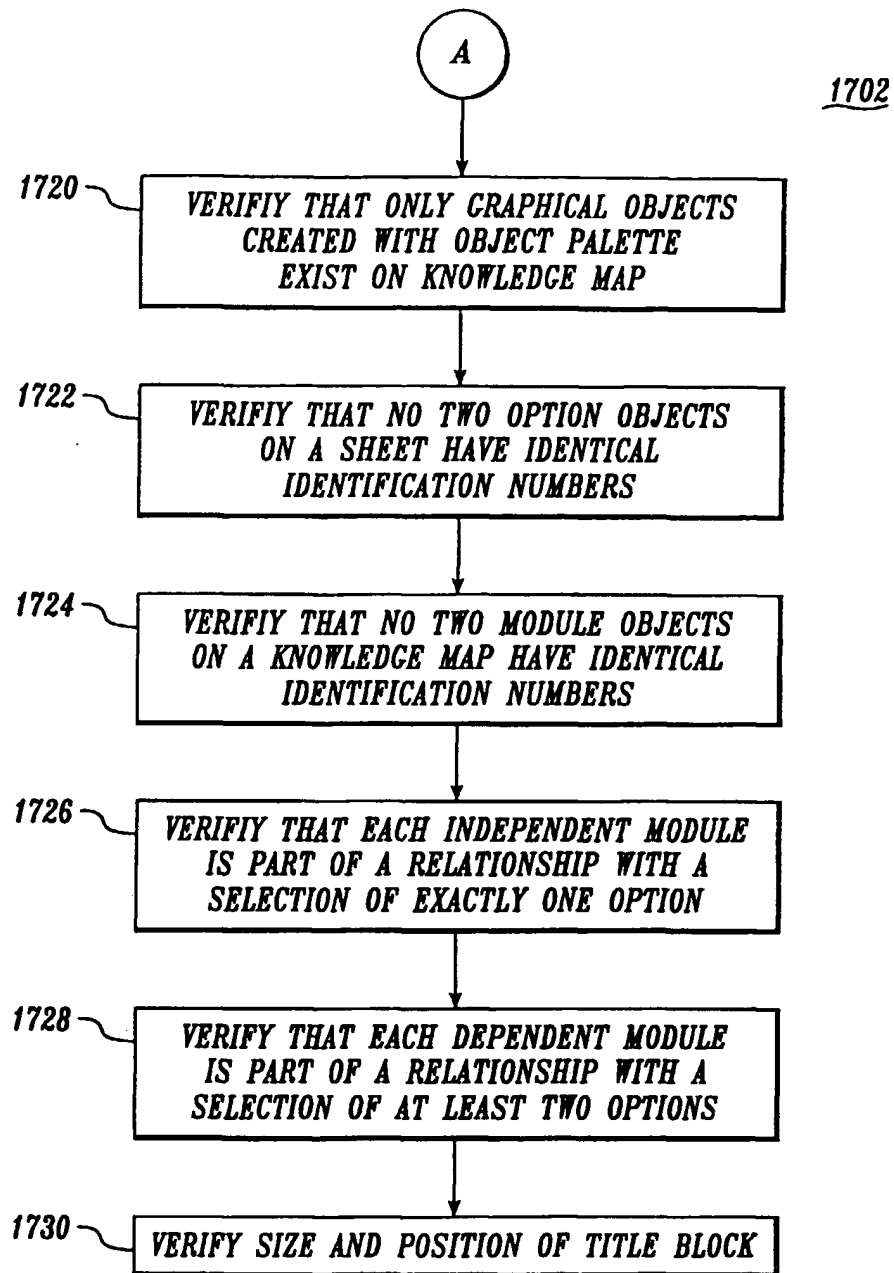 A
1702
1720
VERIFIY THAT ONLY GRAPHICAL OBJECTS
CREATED WITH OBJECT PALETTE
EXIST ON KNOWLEDGE MAP
1722
VERIFIY THAT NO TWO OPTION OBJECTS
ON A SHEET HAVE IDENTICAL
IDENTIFICATION NUMBERS
1724
VERIFIY THAT NO TWO MODULE OBJECTS
ON A KNOWLEDGE MAP HAVE IDENTICAL
IDENTIFICATION NUMBERS
1726
VERIFIY THAT EACH INDEPENDENT MODULE
IS PART OF A RELATIONSHIP WITH A
SELECTION OF EXACTLY ONE OPTION
1728
VERIFY THAT EACH DEPENDENT MODULE
IS PART OF A RELATIONSHIP WITH A
SELECTION OF AT LEAST TWO OPTIONS
1730
VERIFY SIZE AND POSITION OF TITLE BLOCK